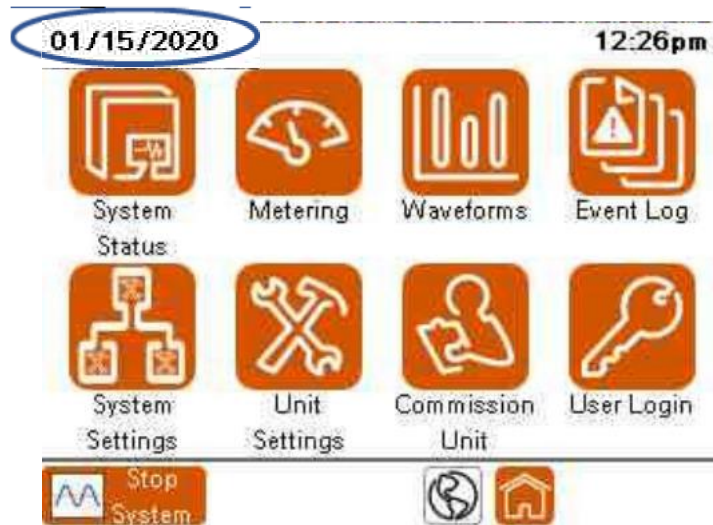 01/15/2020 12:26pm
System Metering Waveforms Event Log
Status
System Unit Commission User Login
Settings Settings Unit
Stop
System